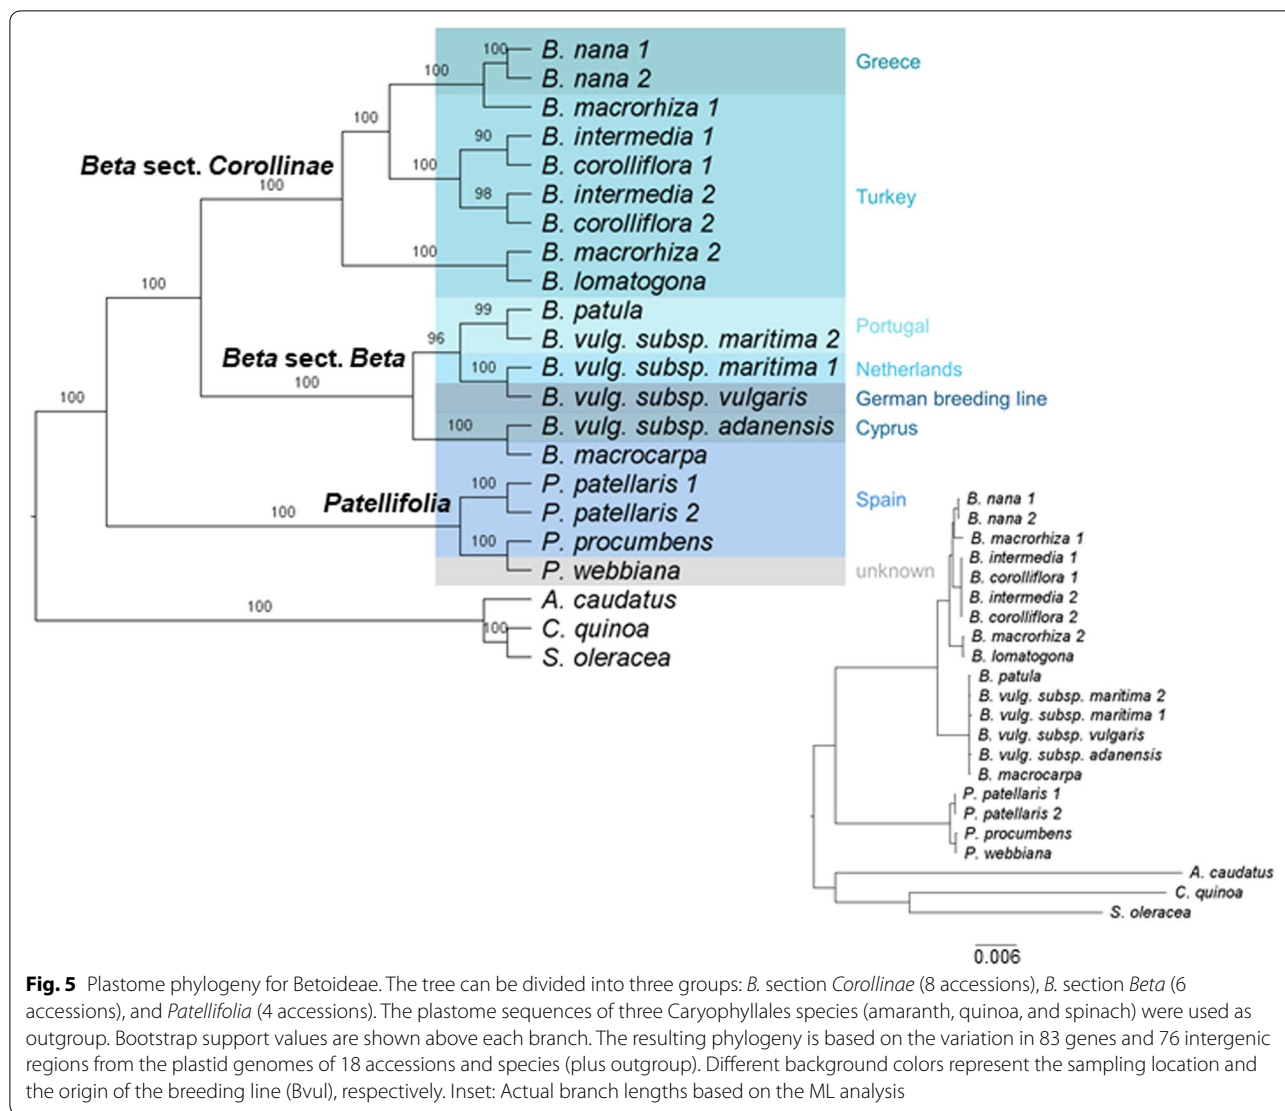 100
B. nana 1
Greece
100
B. nana 2
B. macrorhiza 1
100
90
B. intermedia 1
Beta sect. Corollinae
100
B. corolliflora 1
100
98
B. intermedia 2
Turkey
B. corolliflora 2
100
B. macrorhiza 2
B. lomatogona
100
99
B. patula
Portugal
96
B. vulg. subsp. maritima 2
Beta sect. Beta
100
B. vulg. subsp. maritima 1
Netherlands
100
B. vulg. subsp. vulgaris
German breeding line
100
100
B. vulg. subsp. adanensis
Cyprus
B. macrocarpa
Patellifolia
100
P. patellaris 1
Spain
100
P. patellaris 2
100
P. procumbens
P. webbiana
unknown
100
A. caudatus
100
C. quinoa
S. oleracea
B. nana 1
B. nana 2
B. macrorhiza 1
B. intermedia 1
B. corolliflora 1
B. intermedia 2
B. corolliflora 2
B. macrorhiza 2
B. lomatogona
B. patula
B. vulg. subsp. maritima 2
B. vulg. subsp. maritima 1
B. vulg. subsp. vulgaris
B. vulg. subsp. adanensis
B. macrocarpa
P. patellaris 1
P. patellaris 2
P. procumbens
P. webbiana
A. caudatus
C. quinoa
S. oleracea
0.006
Fig. 5 Plastome phylogeny for Betoideae. The tree can be divided into three groups: B. section Corollinae (8 accessions), B. section Beta (6
accessions), and Patellifolia (4 accessions). The plastome sequences of three Caryophyllales species (amaranth, quinoa, and spinach) were used as
outgroup. Bootstrap support values are shown above each branch. The resulting phylogeny is based on the variation in 83 genes and 76 intergenic
regions from the plastid genomes of 18 accessions and species (plus outgroup). Different background colors represent the sampling location and
the origin of the breeding line (Bvul), respectively. Inset: Actual branch lengths based on the ML analysis